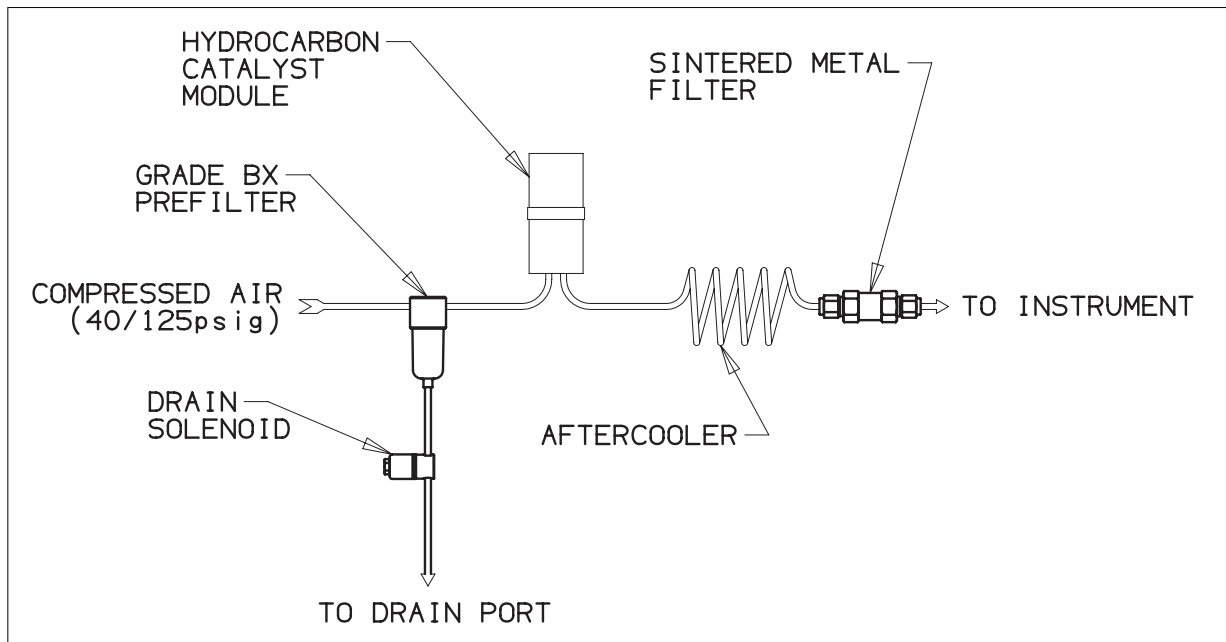 HYDROCARBON
CATALYST
MODULE
SINTERED METAL
FILTER
GRADE BX
PREFILTER
COMPRESSED AIR
(40/125psig)
TO INSTRUMENT
DRAIN
SOLENOID
AFTERCOOLER
TO DRAIN PORT